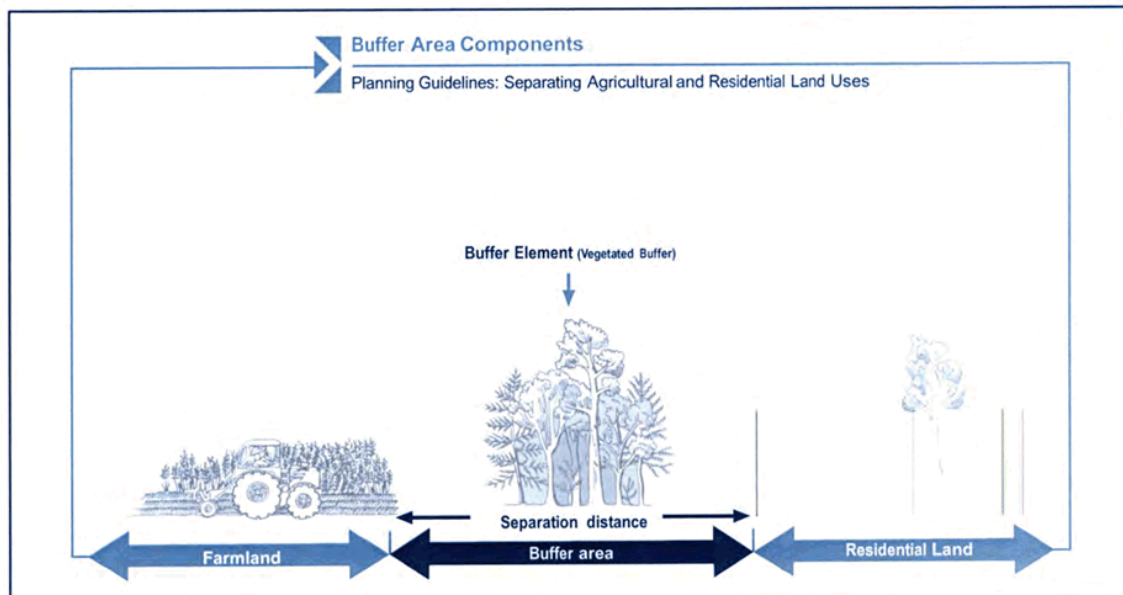 Buffer Area Components
Planning Guidelines: Separating Agricultural and Residential Land Uses
Buffer Element (Vegetated Buffer)
Separation distance
Farmland
Buffer area
Residential Land